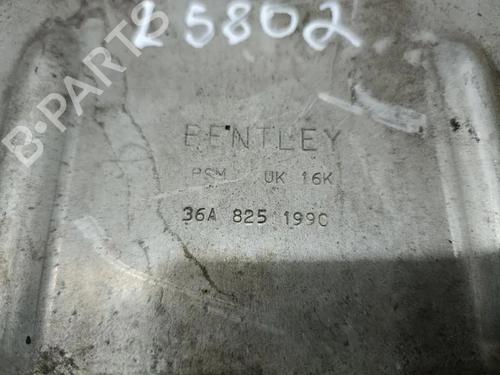 25802
B-PARTS
BENTLEY
PSM UK 16K
36A 825 199C